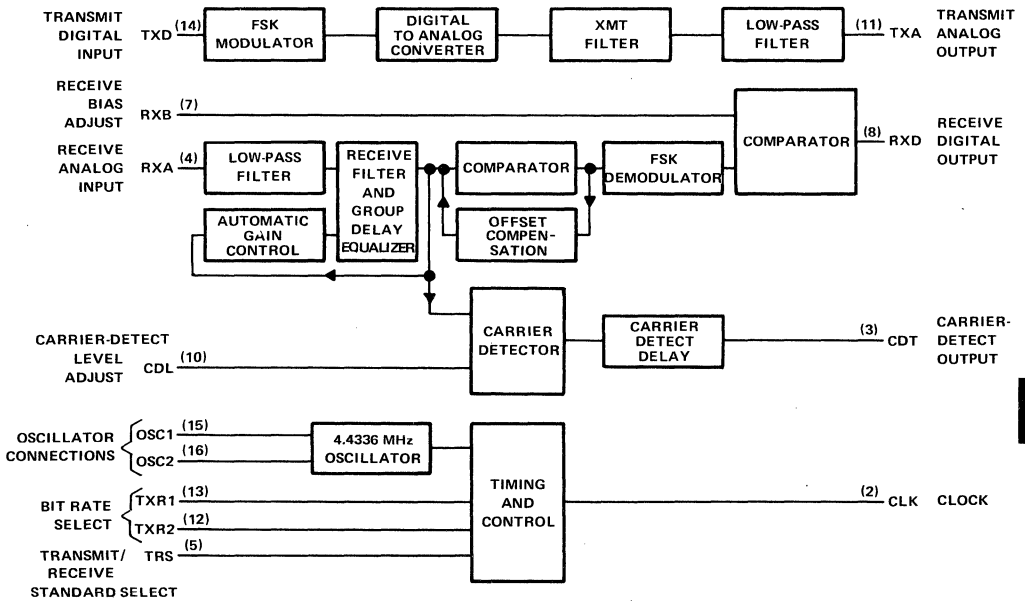 TRANSMIT
DIGITAL
INPUT
TXD
(14)
FSK
MODULATOR
DIGITAL
TO ANALOG
CONVERTER
XMT
FILTER
LOW-PASS
FILTER
(11)
TXA
TRANSMIT
ANALOG
OUTPUT
RECEIVE
BIAS
ADJUST
RXB
(7)
COMPARATOR
(8)
RXD
RECEIVE
DIGITAL
OUTPUT
RECEIVE
ANALOG
INPUT
RXA
(4)
LOW-PASS
FILTER
RECEIVE
FILTER
AND
GROUP
DELAY
EQUALIZER
COMPARATOR
FSK
DEMODULATOR
AUTOMATIC
GAIN
CONTROL
OFFSET
COMPEN-
SATION
CARRIER
DETECTOR
CARRIER
DETECT
DELAY
(3)
CDT
CARRIER-
DETECT
OUTPUT
CARRIER-DETECT
LEVEL
ADJUST
CDL
(10)
OSCILLATOR
CONNECTIONS
OSC1
(15)
OSC2
(16)
4.4336 MHz
OSCILLATOR
TIMING
AND
CONTROL
(2)
CLK
CLOCK
BIT RATE
SELECT
TXR1
(13)
TXR2
(12)
TRANSMIT/
RECEIVE
STANDARD SELECT
TRS
(5)